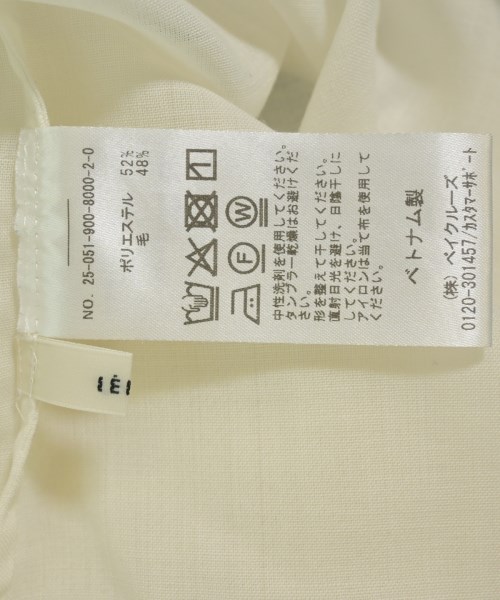 NO. 25-051-900-8000-2-0
ポリエステル 52%
毛 48%
中性洗剤を使用してください。
タンブラー乾燥はお避けくだ
さい。
形を整えて干してください。
直射日光を避け、日陰干しに
してください。
アイロンは当て布を使用して
ください。
ベトナム製
(株) ベイクルーズ
0120-301457/カスタマーサポート
W
F